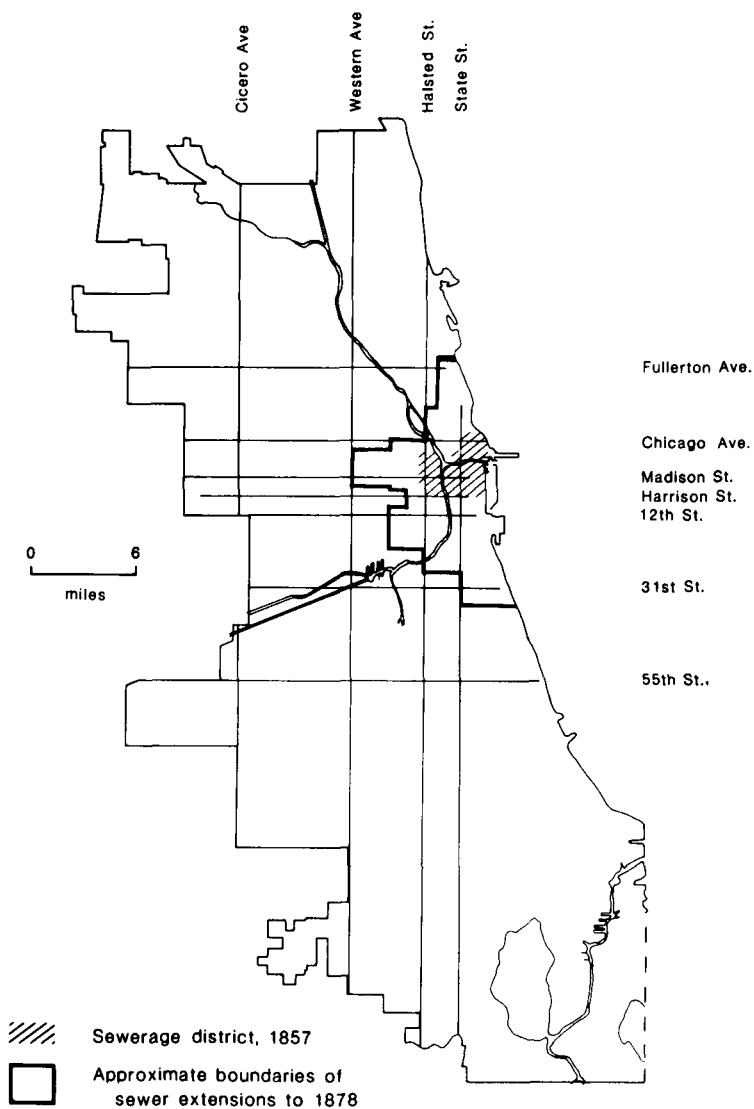 Cicero Ave
Western Ave
Halsted St.
State St.
Fullerton Ave.
Chicago Ave.
Madison St.
Harrison St.
12th St.
0 6
miles
31st St.
55th St.
Sewerage district, 1857
Approximate boundaries of
sewer extensions to 1878